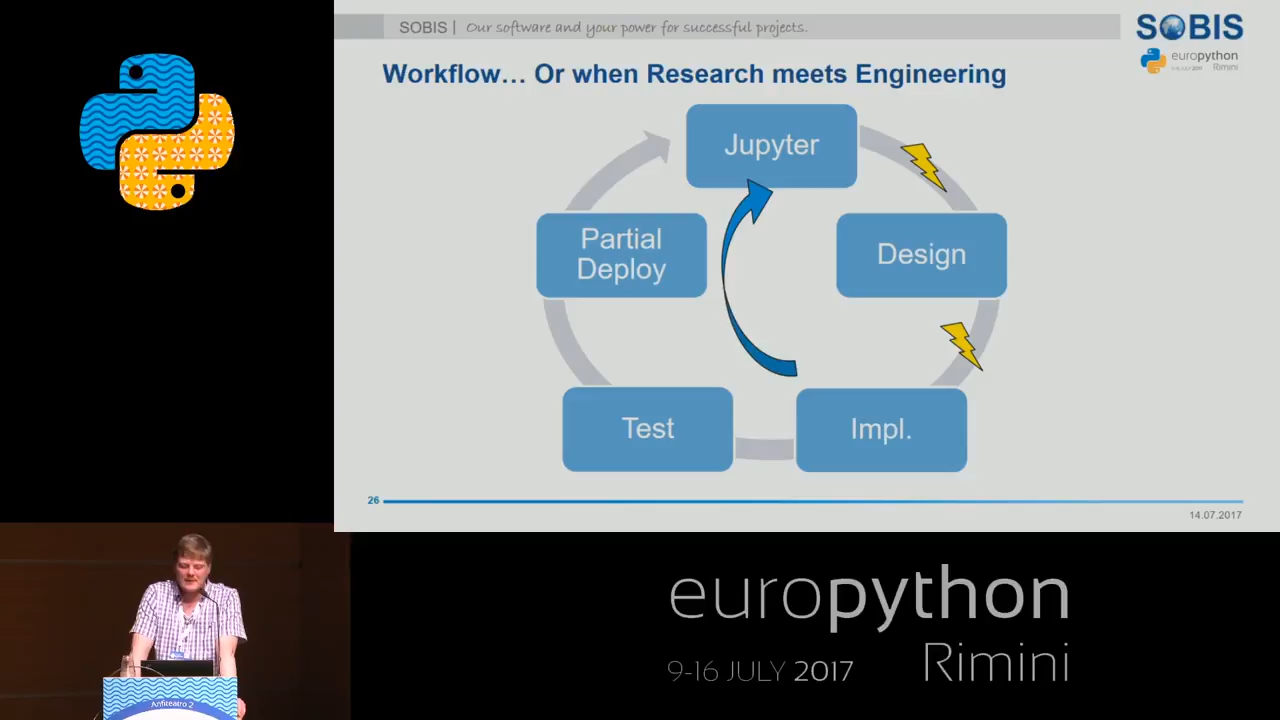 SOBIS | Our software and your power for successful projects.
SOBIS
europython
Rimini
Workflow... Or when Research meets Engineering
Jupyter
Partial
Deploy
Design
Test
Impl.
26
14.07.2017
europython
Rimini
9-16 JULY 2017
Anfiteatro 2